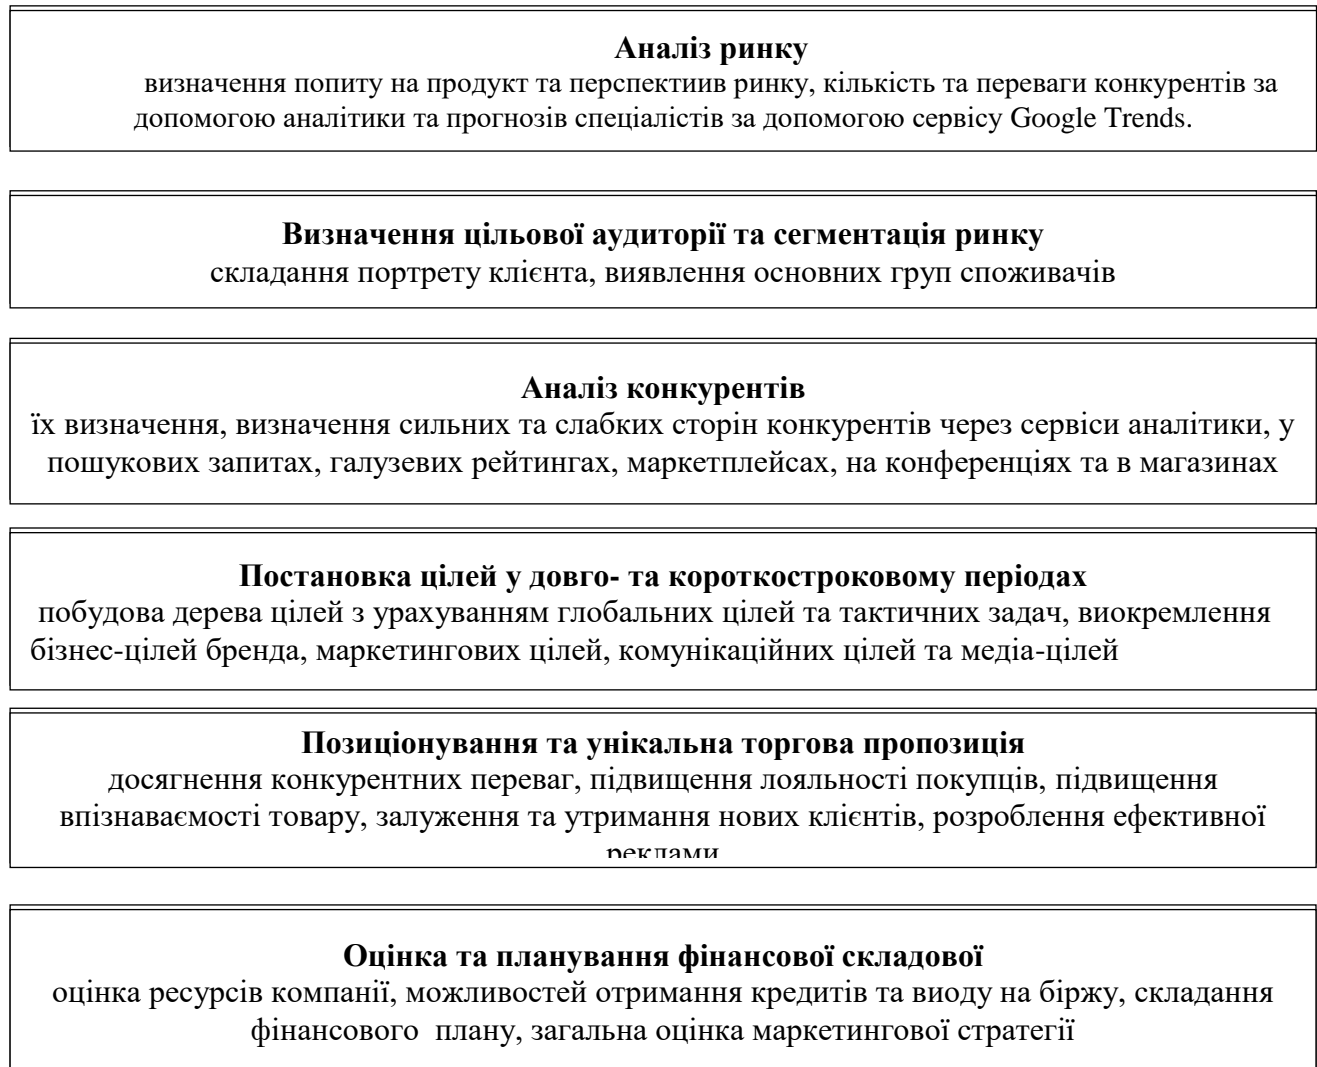 Аналіз ринку
визначення попиту на продукт та перспектиив ринку, кількість та переваги конкурентів за
допомогою аналітики та прогнозів спеціалістів за допомогою сервісу Google Trends.
Визначення цільової аудиторії та сегментація ринку
складання портрету клієнта, виявлення основних груп споживачів
Аналіз конкурентів
їх визначення, визначення сильних та слабких сторін конкурентів через сервіси аналітики, у
пошукових запитах, галузевих рейтингах, маркетплейсах, на конференціях та в магазинах
Постановка цілей у довго- та короткостроковому періодах
побудова дерева цілей з урахуванням глобальних цілей та тактичних задач, виокремлення
бізнес-цілей бренда, маркетингових цілей, комунікаційних цілей та медіа-цілей
Позиціонування та унікальна торгова пропозиція
досягнення конкурентних переваг, підвищення лояльності покупців, підвищення
впізнаваємості товару, залуження та утримання нових клієнтів, розроблення ефективної
реклами
Оцінка та планування фінансової складової
оцінка ресурсів компанії, можливостей отримання кредитів та виоду на біржу, складання
фінансового  плану, загальна оцінка маркетингової стратегії